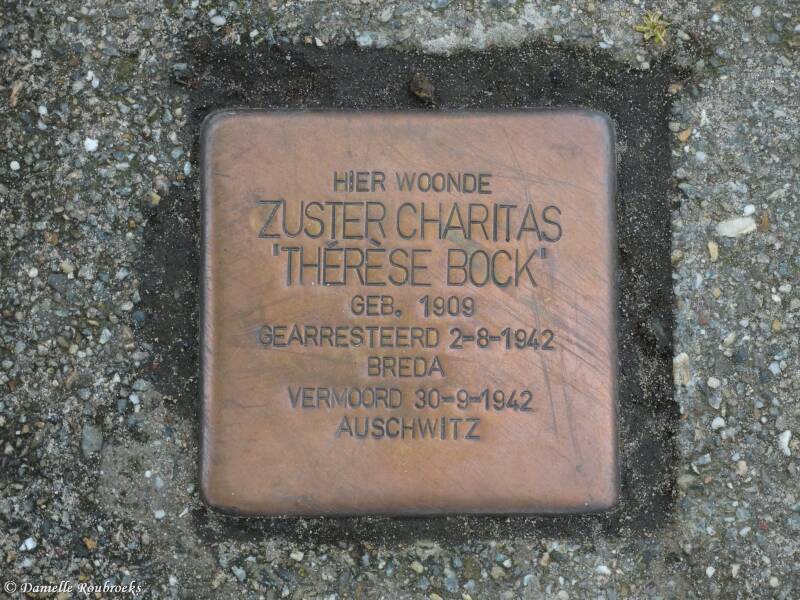 HIER WOONDE
ZUSTER CHARITAS
'THÉRÈSE BOCK'
GEB. 1909
GEARRESTEERD 2-8-1942
BREDA
VERMOORD 30-9-1942
AUSCHWITZ
© Danielle Roubroeks